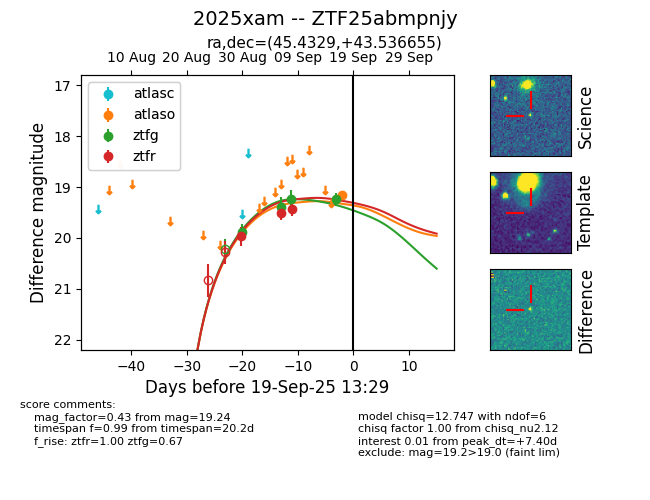 2025xam -- ZTF25abmpnjy
ra,dec=(45.4329,+43.536655)
10 Aug 20 Aug 30 Aug 09 Sep 19 Sep 29 Sep
17
18
19
20
21
22
Difference magnitude
atlasc
atlaso
ztfg
ztfr
−40 −30 −20 −10 0 10
Days before 19-Sep-25 13:29
Science
Template
Difference
score comments:
mag_factor=0.43 from mag=19.24
timespan f=0.99 from timespan=20.2d
f_rise: ztfr=1.00 ztfg=0.67
model chisq=12.747 with ndof=6
chisq factor 1.00 from chisq_nu2.12
interest 0.01 from peak_dt=+7.40d
exclude: mag=19.2>19.0 (faint lim)